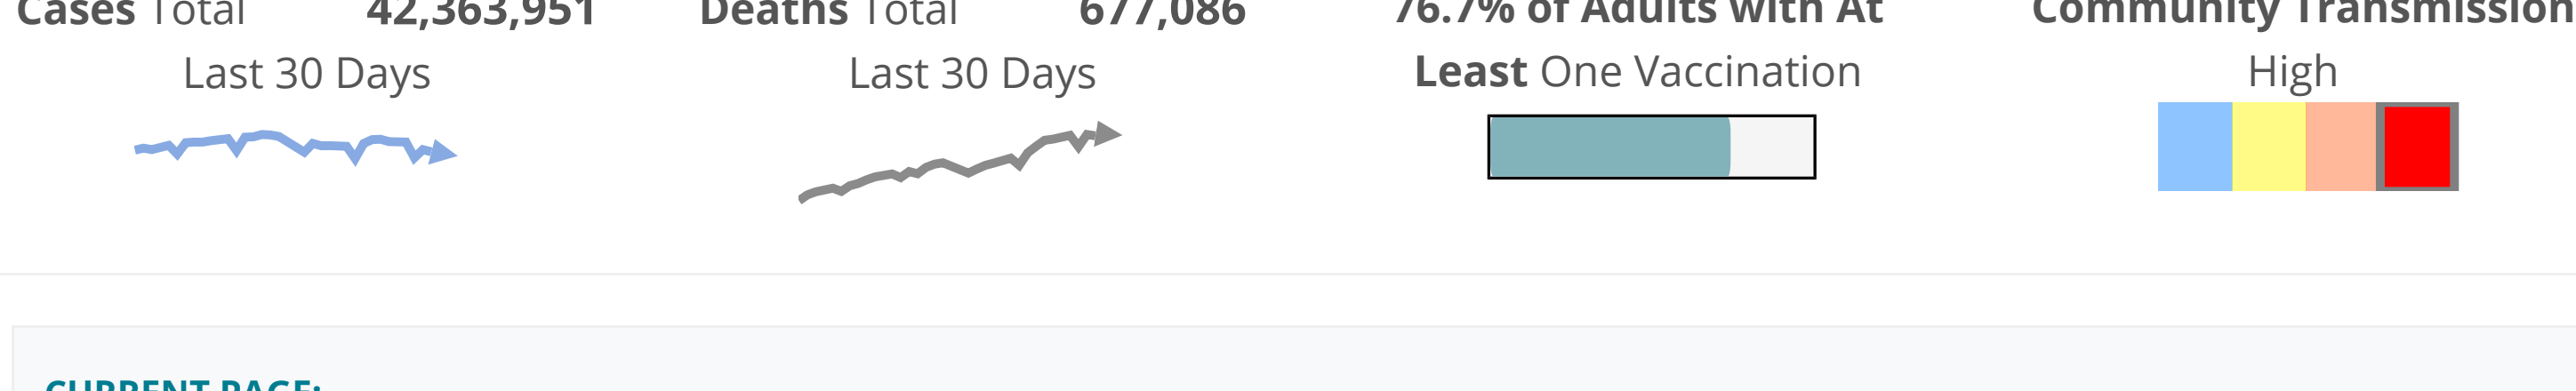 Cases Total 42,363,951
Last 30 Days
Deaths Total 677,086
Last 30 Days
76.7% of Adults with At
Least One Vaccination
Community Transmission
High
CURRENT PAGE: